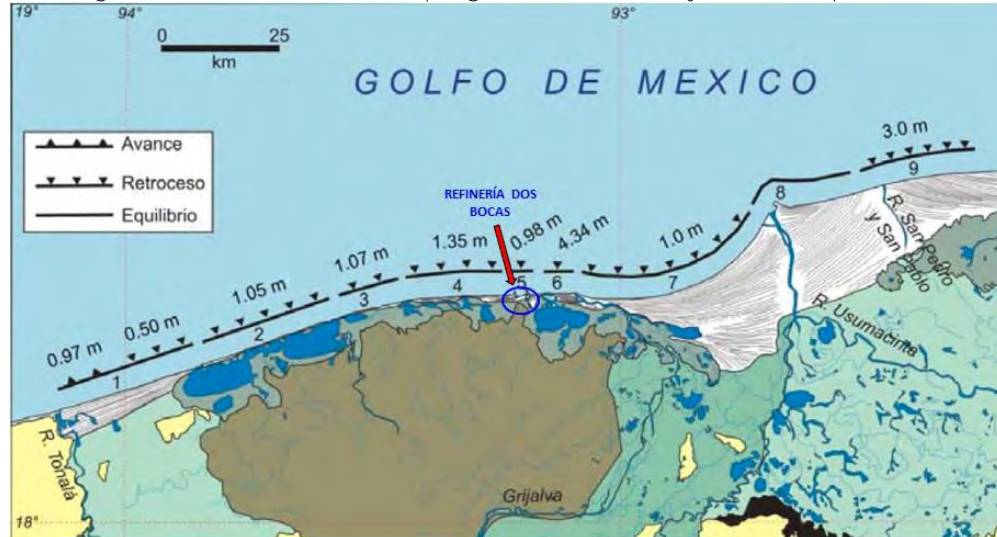 19°
94°
93°
0 25
km
GOLFO DE MEXICO
Avance
Retroceso
Equilibrio
REFINERÍA DOS
BOCAS
0.97 m
0.50 m
1.05 m
1.07 m
1.35 m
0.98 m
4.34 m
1.0 m
3.0 m
1
2
3
4
5
6
7
8
9
R. San Pedro
y San Pablo
R. Usumacinta
R. Tonalá
Grijalva
18°